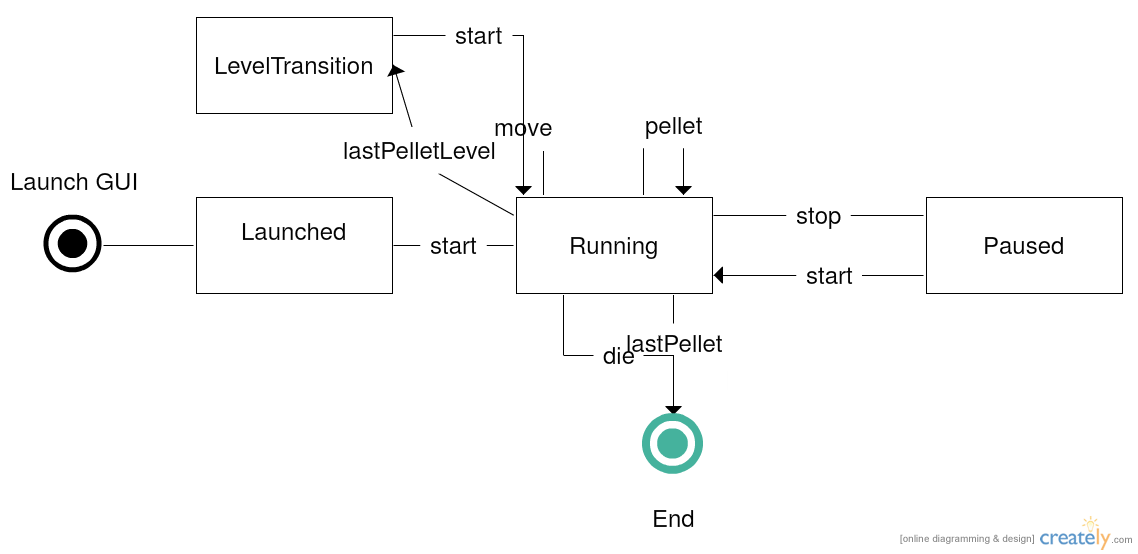 start
LevelTransition
move
pellet
lastPelletLevel
Launch GUI
Launched
start
Running
stop
start
Paused
lastPellet
die
End
[online diagramming & design] creately.com